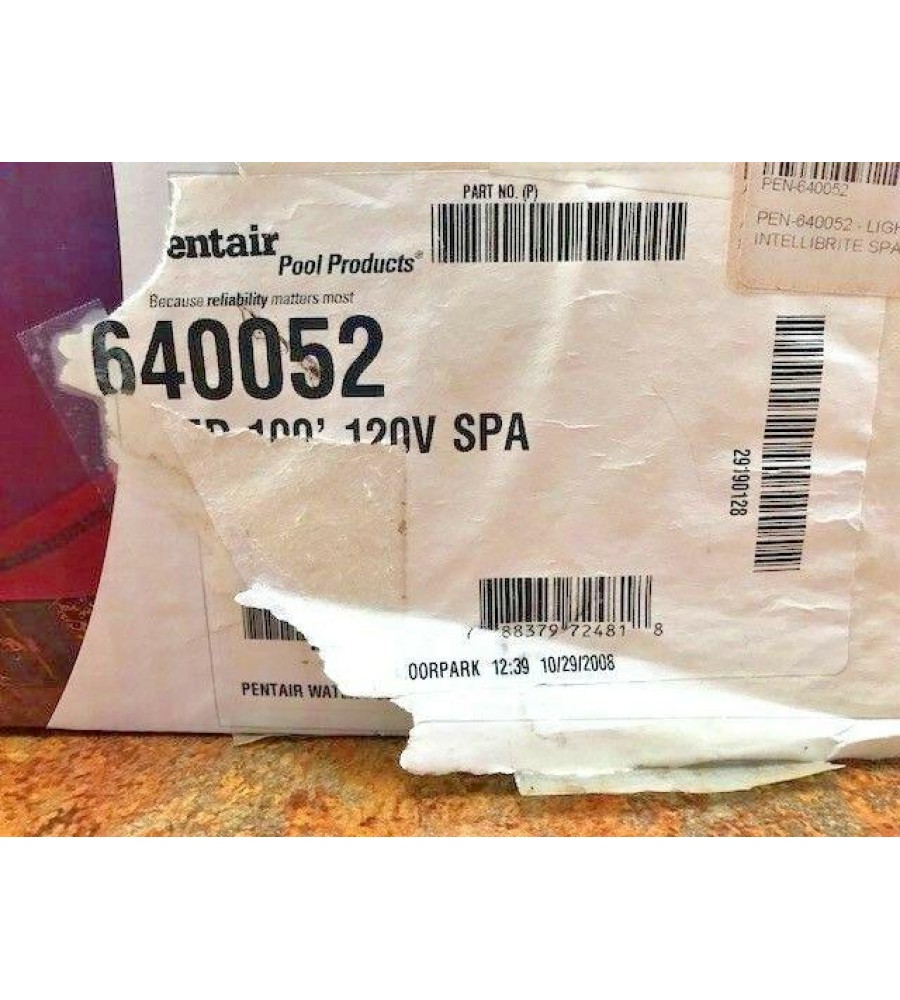 entair
Pool Products®
Because reliability matters most
PART NO. (P)
PEN-640052
PEN-640052 - LIGH
INTELLIBRITE SPA
640052
100' 120V SPA
29190128
7 88379 72481 8
OORPARK 12:39 10/29/2008
PENTAIR WAT